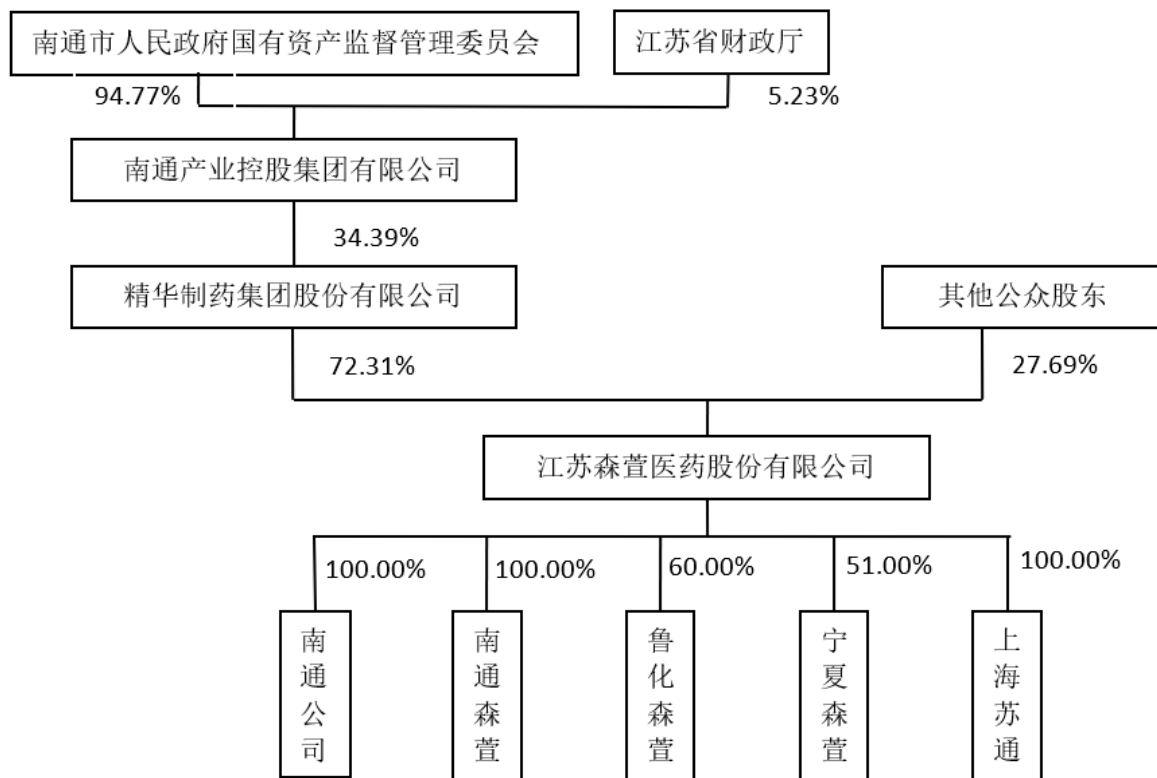 南通市人民政府国有资产监督管理委员会
江苏省财政厅
94.77%
5.23%
南通产业控股集团有限公司
34.39%
精华制药集团股份有限公司
其他公众股东
72.31%
27.69%
江苏森萱医药股份有限公司
100.00%
100.00%
60.00%
51.00%
100.00%
南通公司
南通森萱
鲁化森萱
宁夏森萱
上海苏通